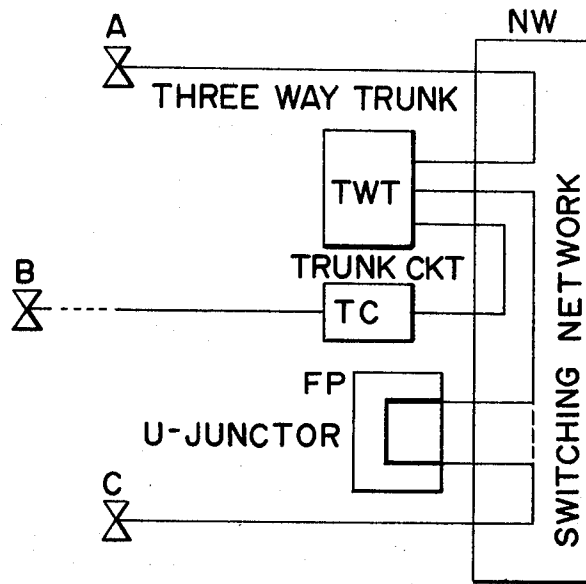 NW
A
THREE WAY TRUNK
TWT
B
TRUNK CKT
TC
FP
U-JUNCTOR
C
SWITCHING NETWORK